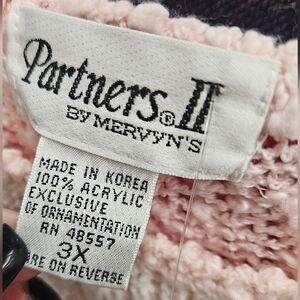 Partners® II
BY MERVYN'S
MADE IN KOREA
100% ACRYLIC
EXCLUSIVE
OF ORNAMENTATION
RN 48557
3X
RE ON REVERSE